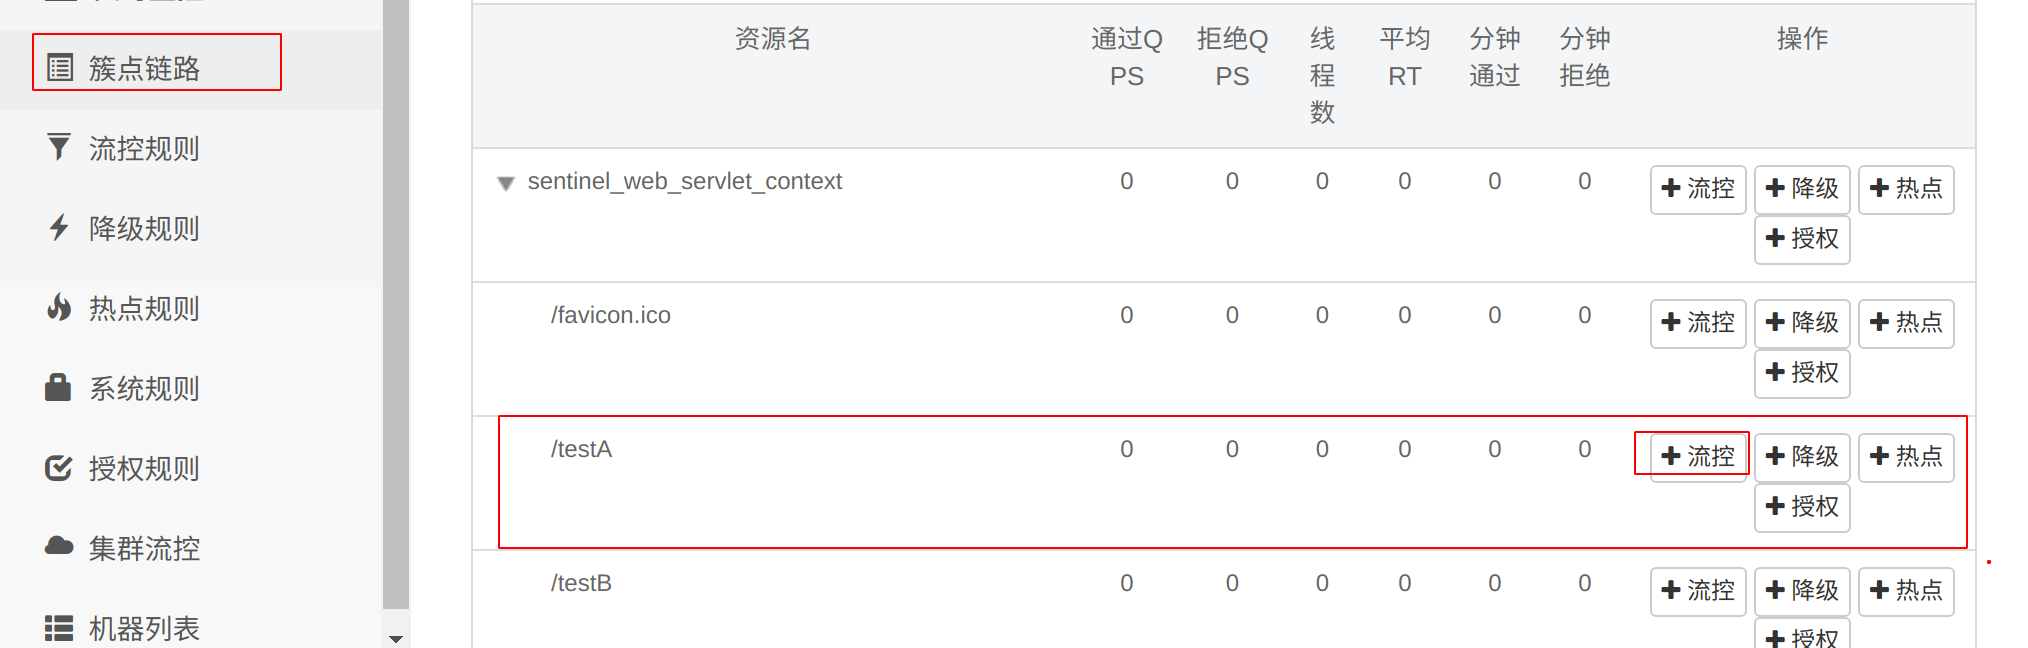 簇点链路
流控规则
降级规则
热点规则
系统规则
授权规则
集群流控
机器列表
资源名 通过Q 拒绝Q 线 平均 分钟 分钟 操作
PS PS 程 RT 通过 拒绝
数
sentinel_web_servlet_context 0 0 0 0 0 0 流控 降级 热点
授权
/favicon.ico 0 0 0 0 0 0 流控 降级 热点
授权
/testA 0 0 0 0 0 0 流控 降级 热点
授权
/testB 0 0 0 0 0 0 流控 降级 热点
授权